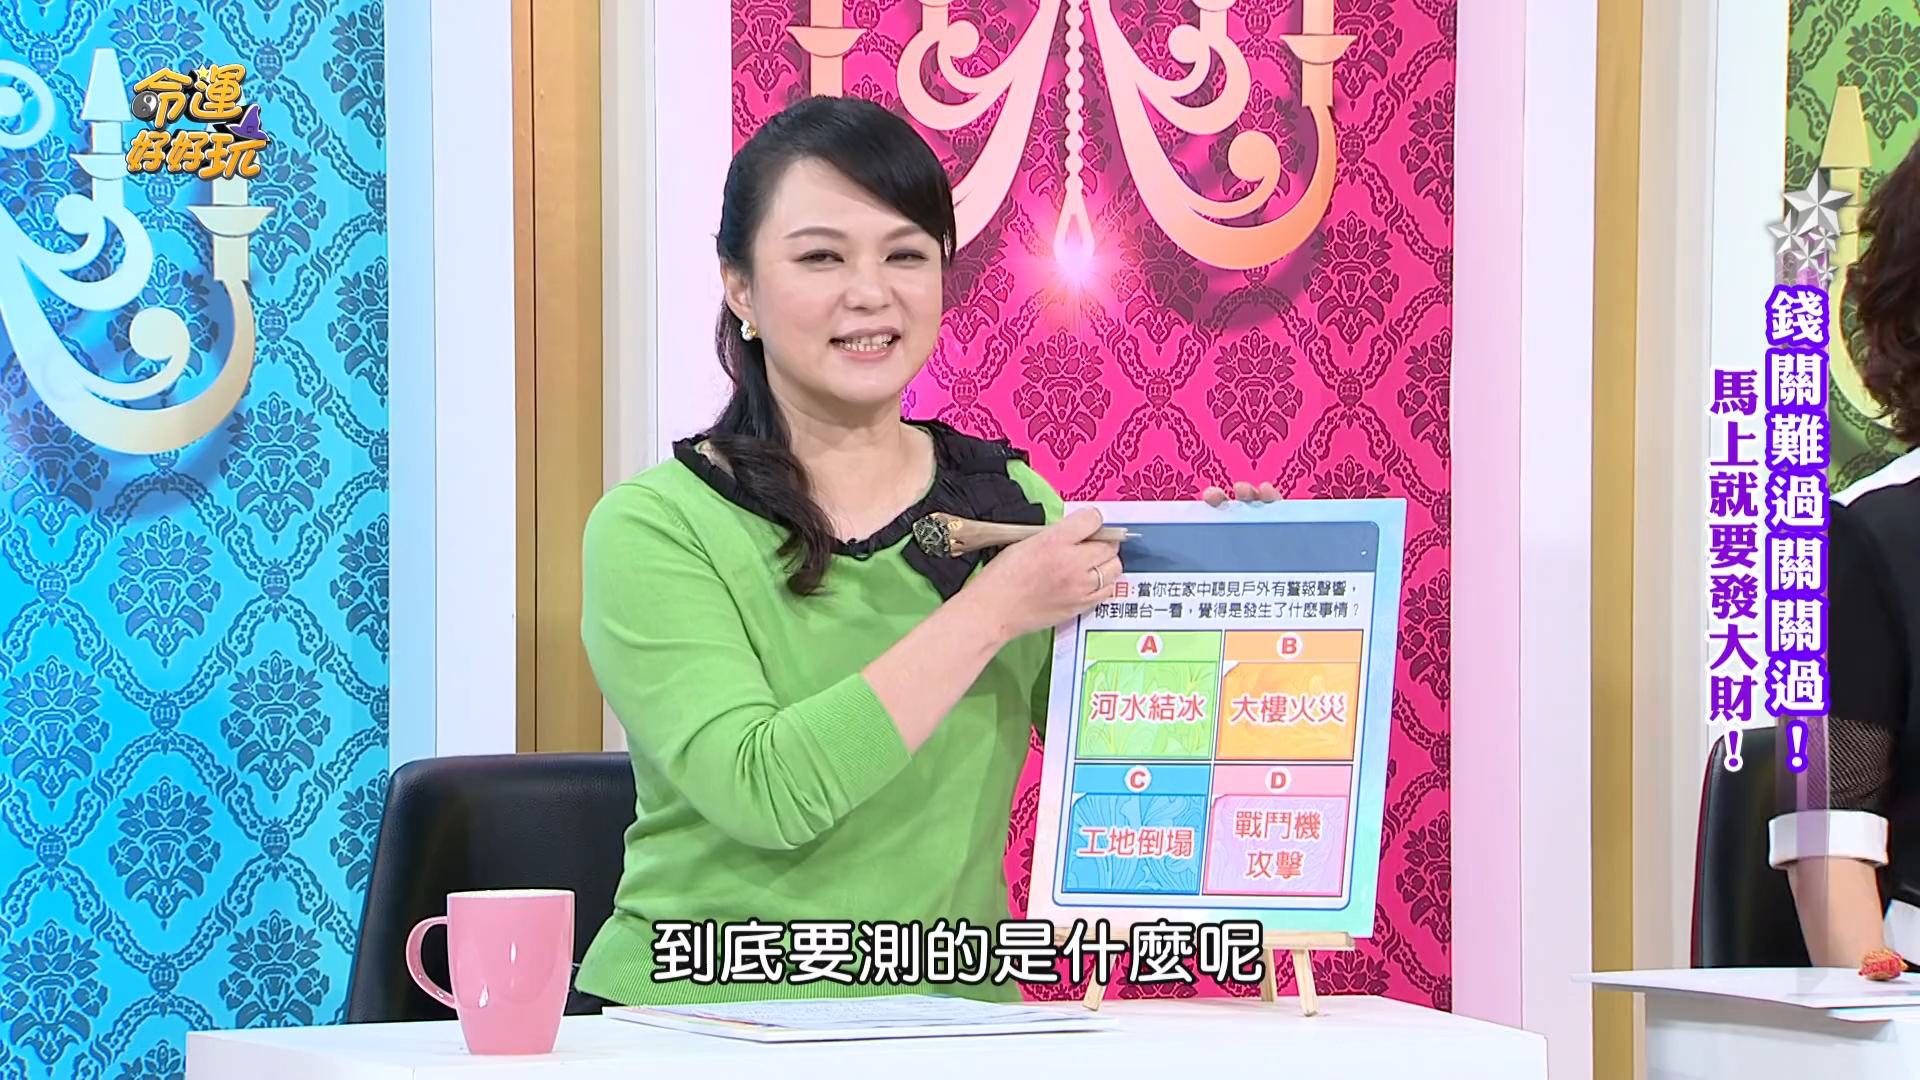 命運
好好玩
錢關難過關關過！
馬上就要發大財！
目：當你在家中聽見戶外有警報聲響，
你到陽台一看，覺得是發生了什麼事情？
A
河水結冰
B
大樓火災
C
工地倒塌
D
戰鬥機
攻擊
到底要測的是什麼呢